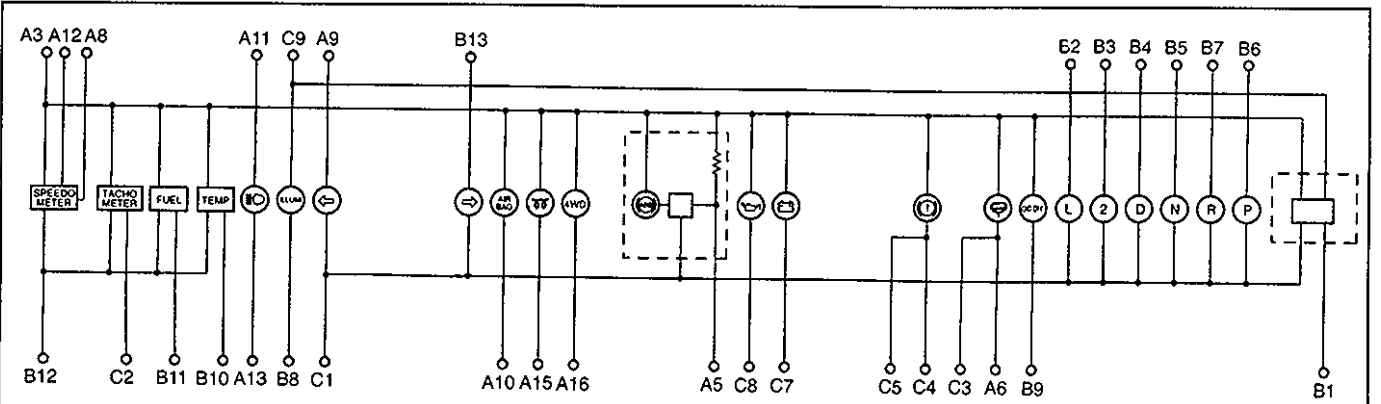 A3 A12 A8 A11 C9 A9 B13 B2 B3 B4 B5 B7 B6
SPEEDO
METER
TACHO
METER
FUEL
TEMP
ILLUM
AIR
BAG
4WD
L
2
D
N
R
P
B12 C2 B11 B10 A13 B8 C1 A10 A15 A16 A5 C8 C7 C5 C4 C3 A6 B9 B1